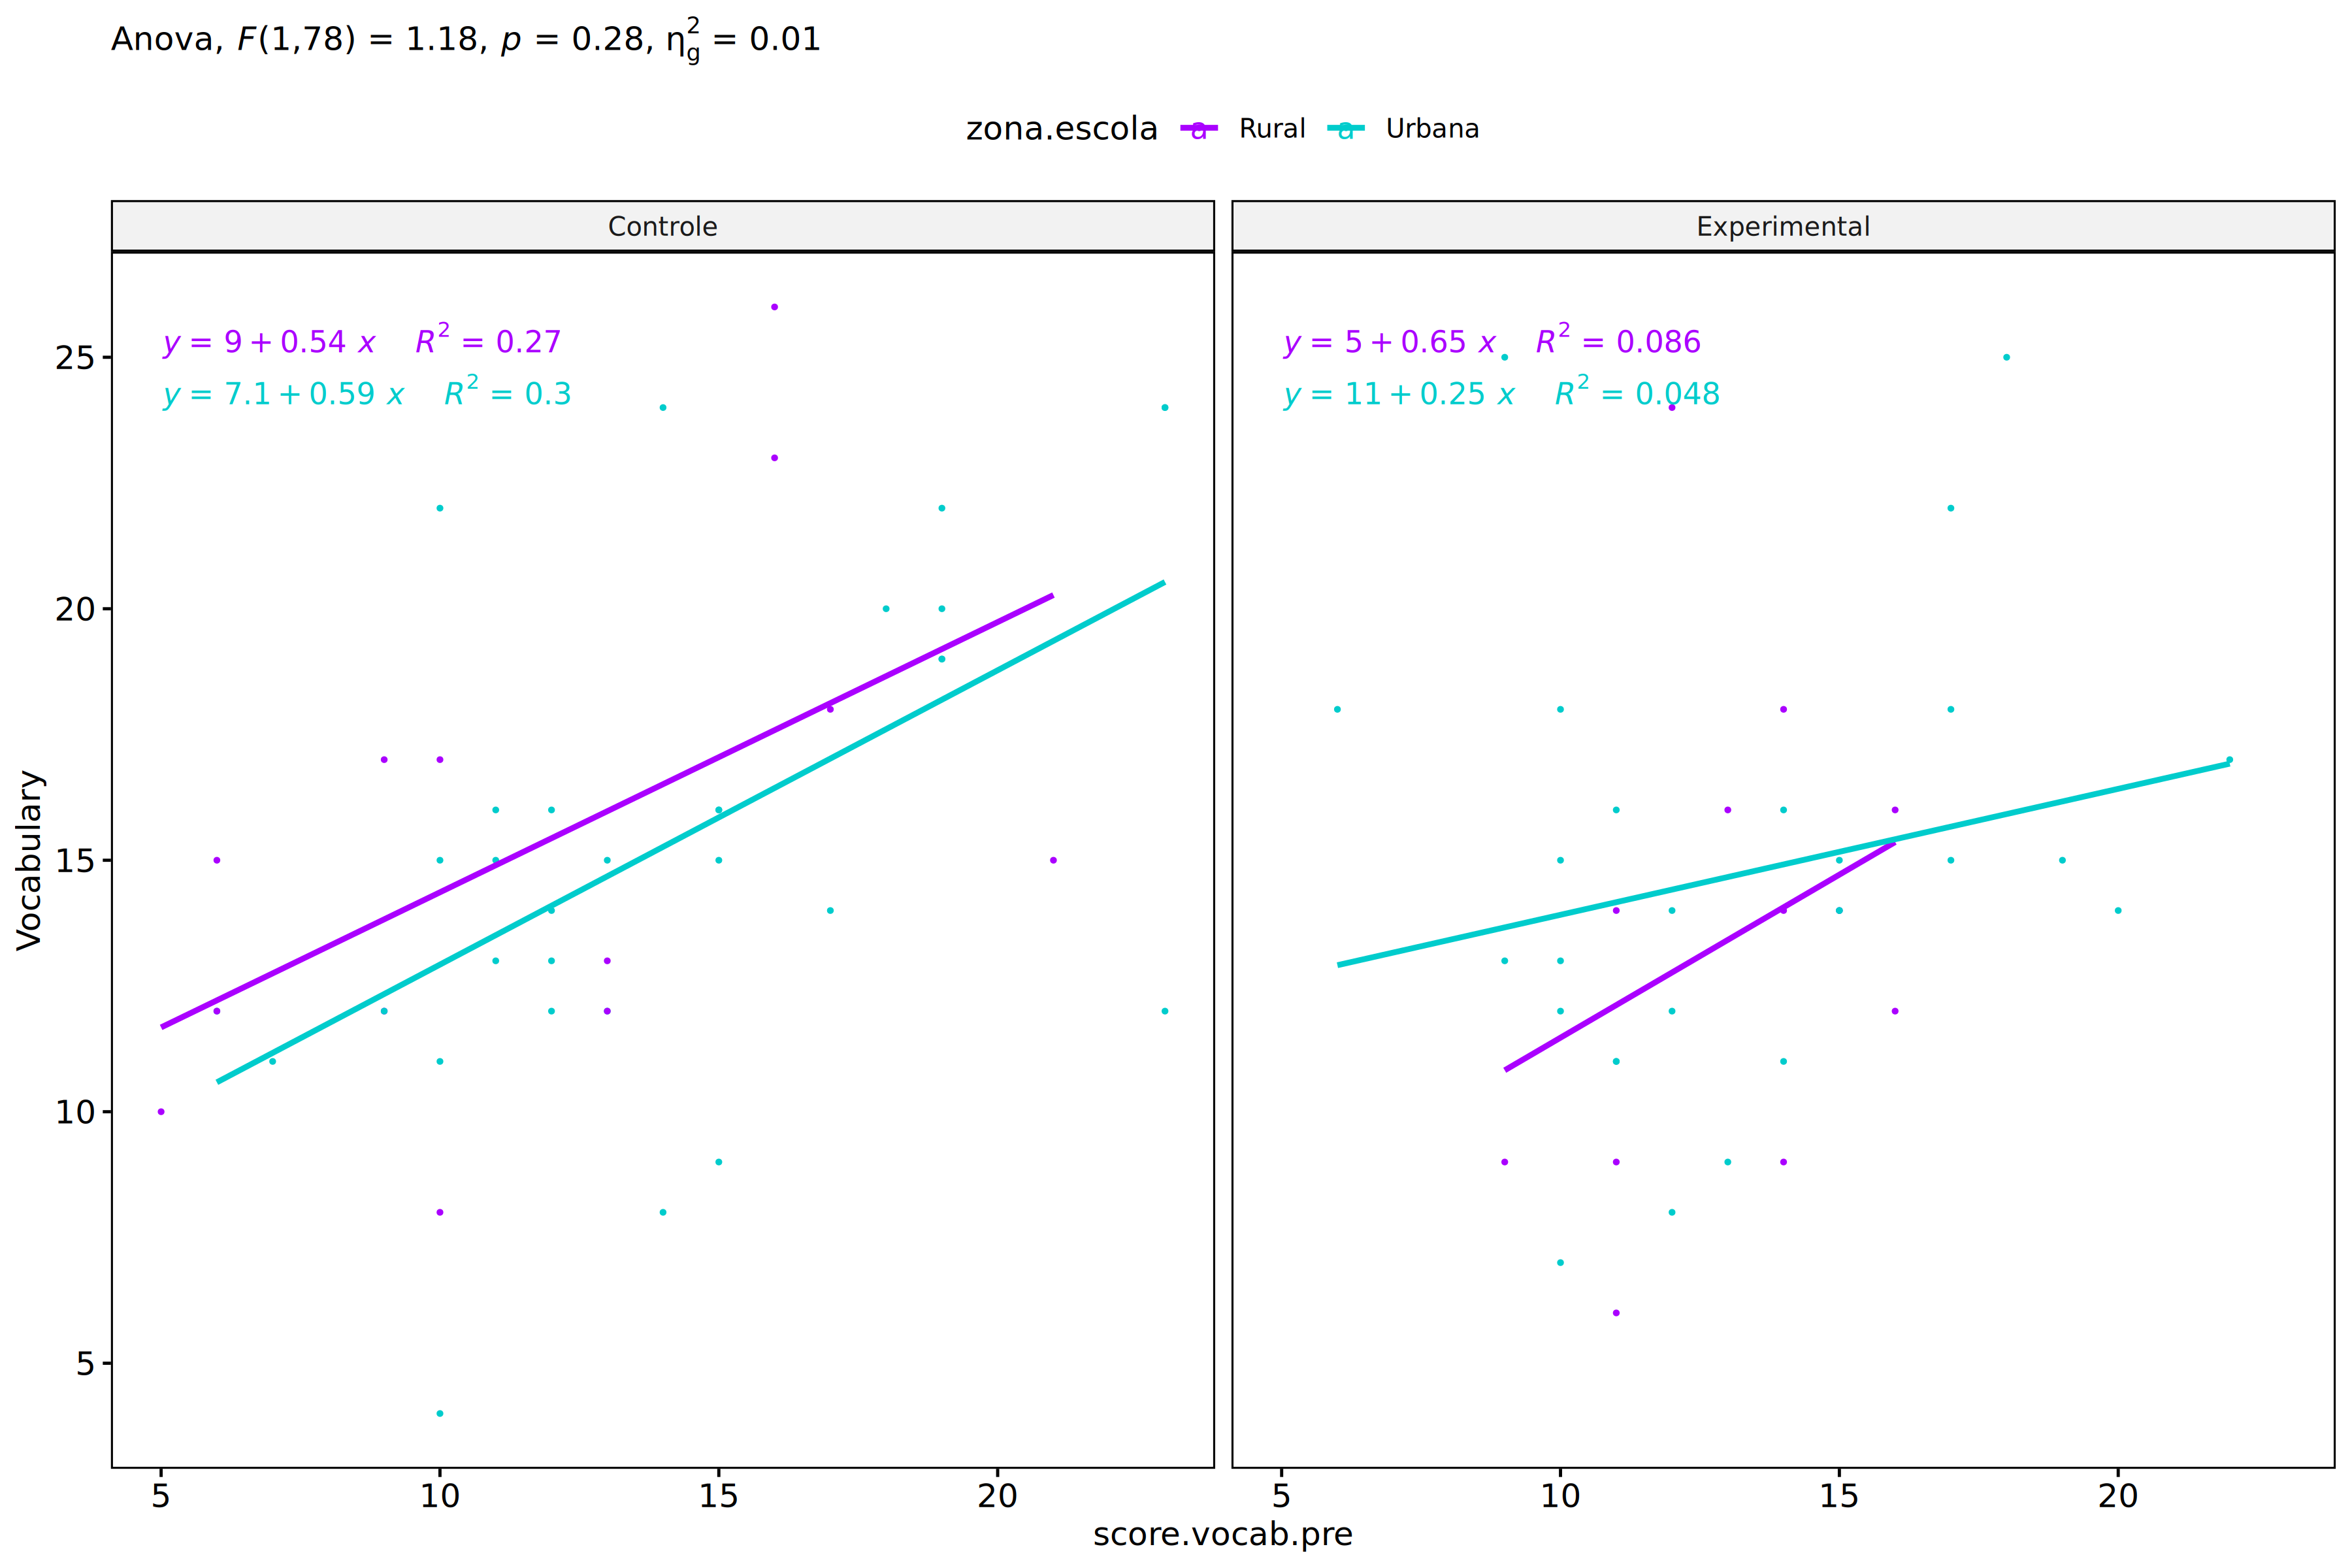 Anova, F(1,78) = 1.18, p = 0.28, η²g = 0.01
zona.escola a Rural a Urbana
Controle
Experimental
y = 9 + 0.54 x R² = 0.27
y = 7.1 + 0.59 x R² = 0.3
y = 5 + 0.65 x R² = 0.086
y = 11 + 0.25 x R² = 0.048
Vocabulary
25
20
15
10
5
5 10 15 20
5 10 15 20
score.vocab.pre